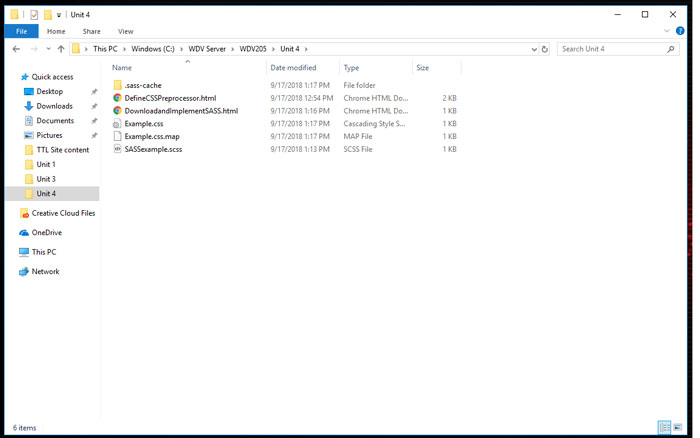 Unit 4
File Home Share View
This PC Windows (C:) WDV Server WDV205 Unit 4 Search Unit 4
Name Date modified Type Size
Quick access
Desktop
Downloads
Documents
Pictures
TTL Site content
Unit 1
Unit 3
Unit 4
Creative Cloud Files
OneDrive
This PC
Network
.sass-cache 9/17/2018 1:17 PM File folder
DefineCSSPreprocessor.html 9/17/2018 12:54 PM Chrome HTML Do... 2 KB
DownloadandImplementSASS.html 9/17/2018 1:16 PM Chrome HTML Do... 1 KB
Example.css 9/17/2018 1:17 PM Cascading Style S... 1 KB
Example.css.map 9/17/2018 1:17 PM MAP File 1 KB
SASSexample.scss 9/17/2018 1:13 PM SCSS File 1 KB
6 items